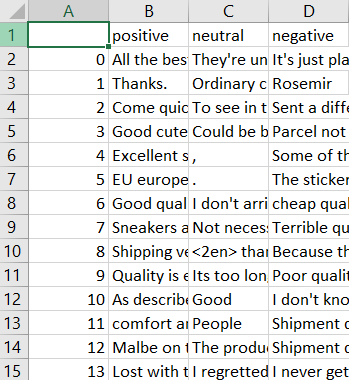 A B C D
1 positive neutral negative
2 0 All the bes They're un It's just pla
3 1 Thanks. Ordinary c Rosemir
4 2 Come quic To see in t Sent a diffe
5 3 Good cute Could be b Parcel not
6 4 Excellent s , Some of th
7 5 EU europe . The sticker
8 6 Good qual I don't arri cheap qual
9 7 Sneakers a Not neces Terrible qu
10 8 Shipping ve <2en> tha Because th
11 9 Quality is e Its too lon Poor qualit
12 10 As describe Good I don't kno
13 11 comfort ar People Shipment d
14 12 Malbe on t The produ Shipment d
15 13 Lost with t I regretted I never get